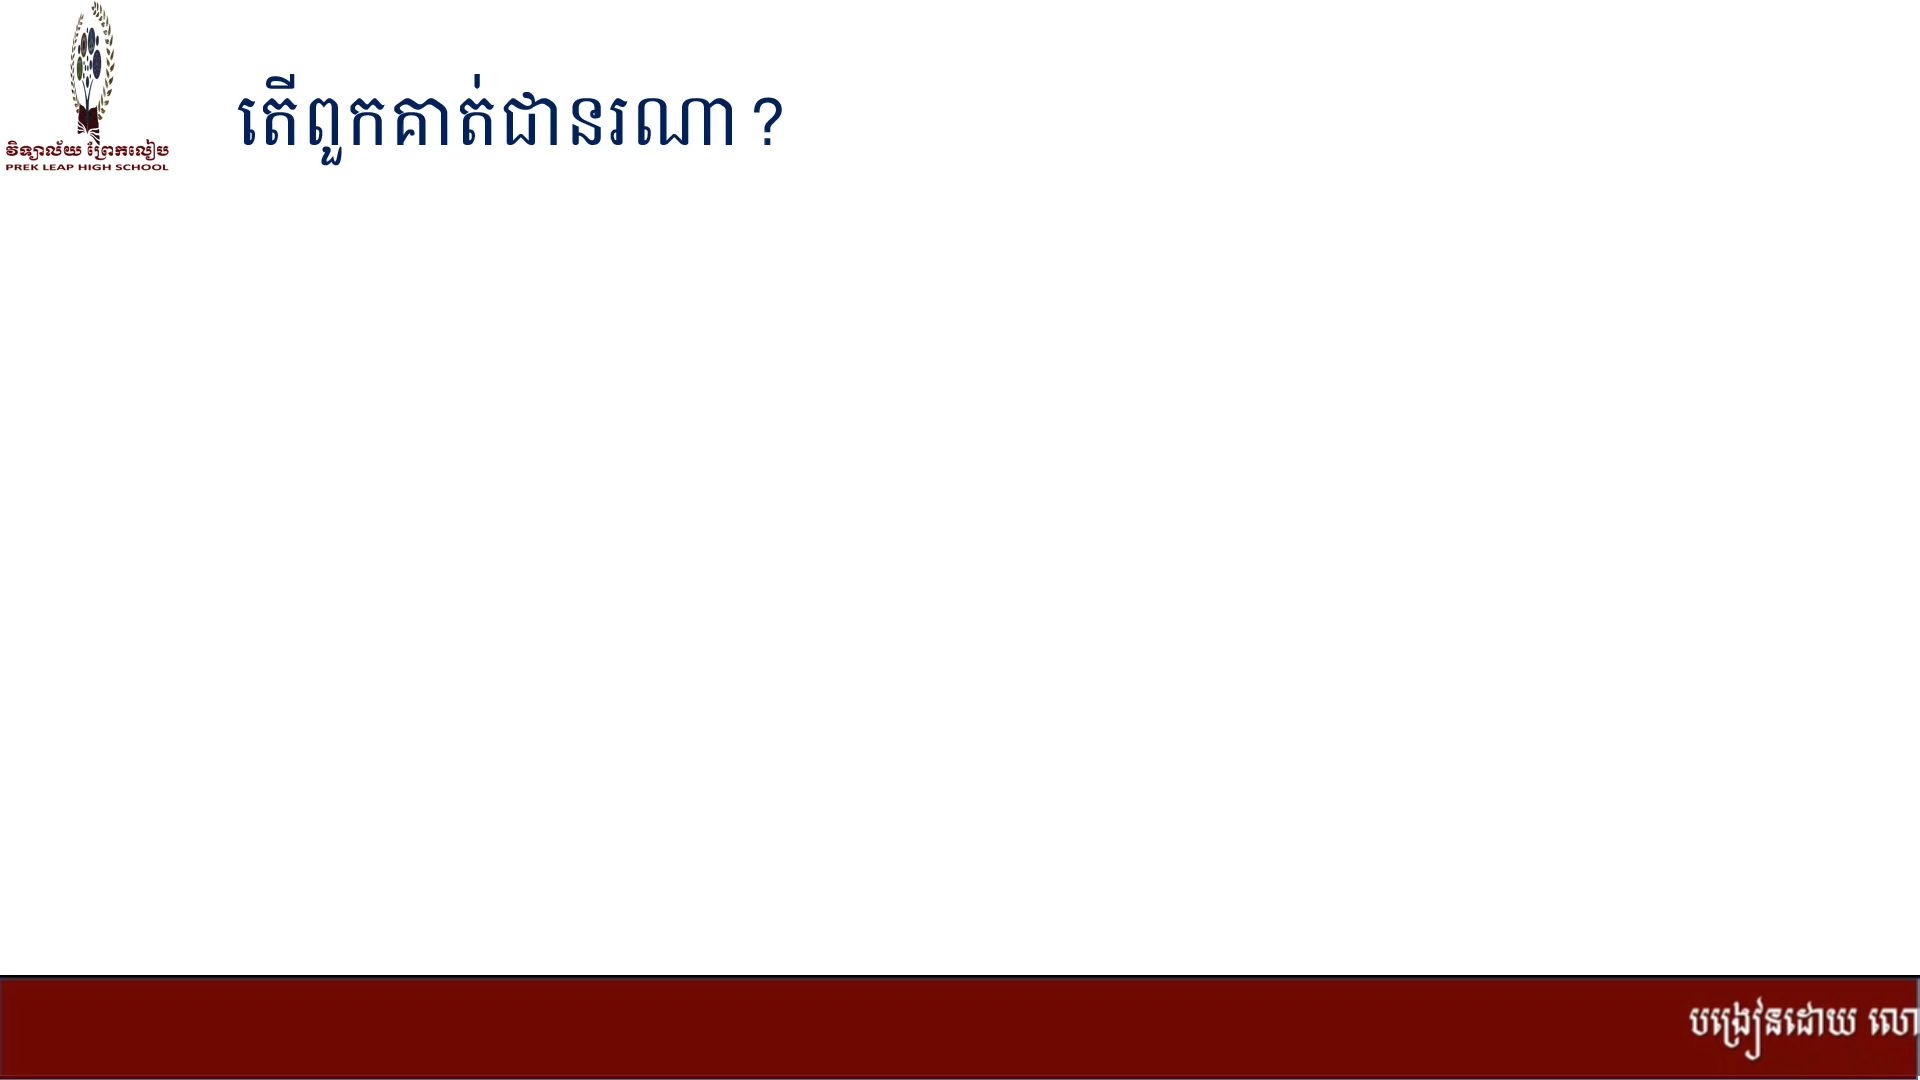 វិទ្យាល័យ ព្រែកលៀប
PREK LEAP HIGH SCHOOL
តើពួកគាត់ជានរណា ?
បង្រៀនដោយ លោ